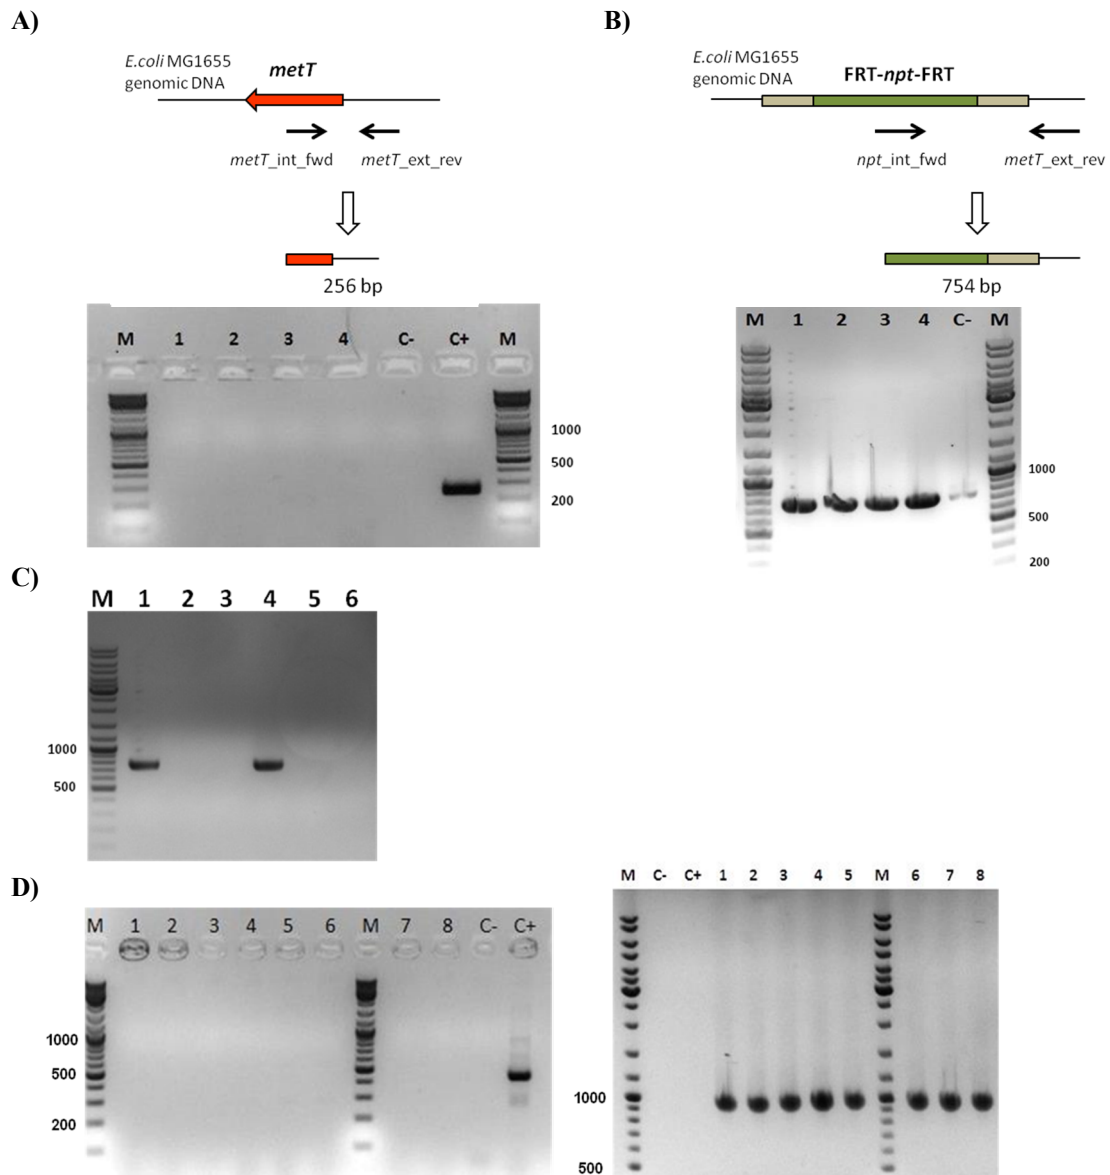 A)
E.coli MG1655
genomic DNA
metT
metT_int_fwd
metT_ext_rev
256 bp
M 1 2 3 4 C- C+ M
1000
500
200
B)
E.coli MG1655
genomic DNA
FRT-npt-FRT
npt_int_fwd
metT_ext_rev
754 bp
M 1 2 3 4 C- M
1000
500
200
C)
M 1 2 3 4 5 6
1000
500
D)
M 1 2 3 4 5 6 M 7 8 C- C+
1000
500
200
M C- C+ 1 2 3 4 5 M 6 7 8
1000
500